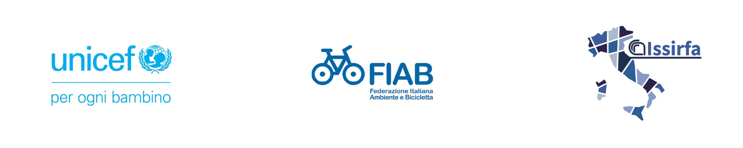 unicef
per ogni bambino
FIAB
Federazione Italiana
Ambiente e Bicicletta
Issirfa